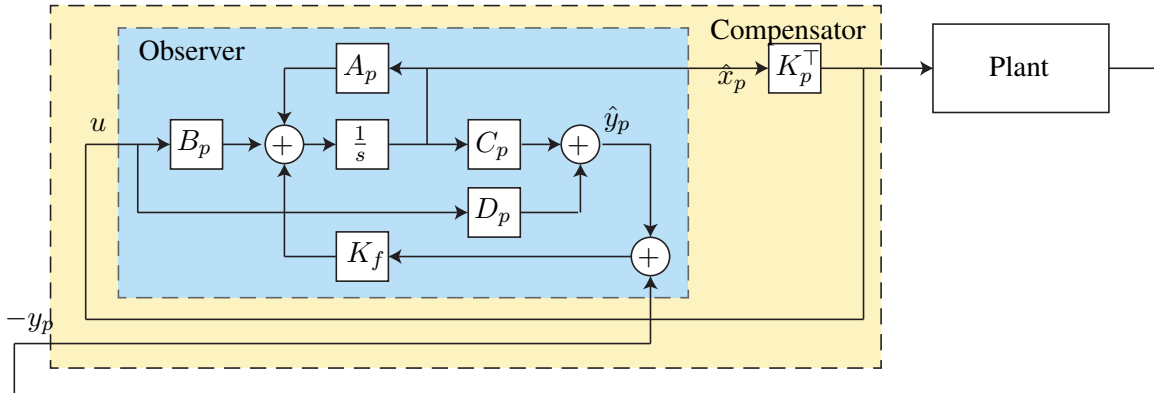 Compensator
Observer
A_p
x̂_p
K_p^⊤
Plant
u
B_p
+
1/s
C_p
+
ŷ_p
D_p
K_f
+
−y_p